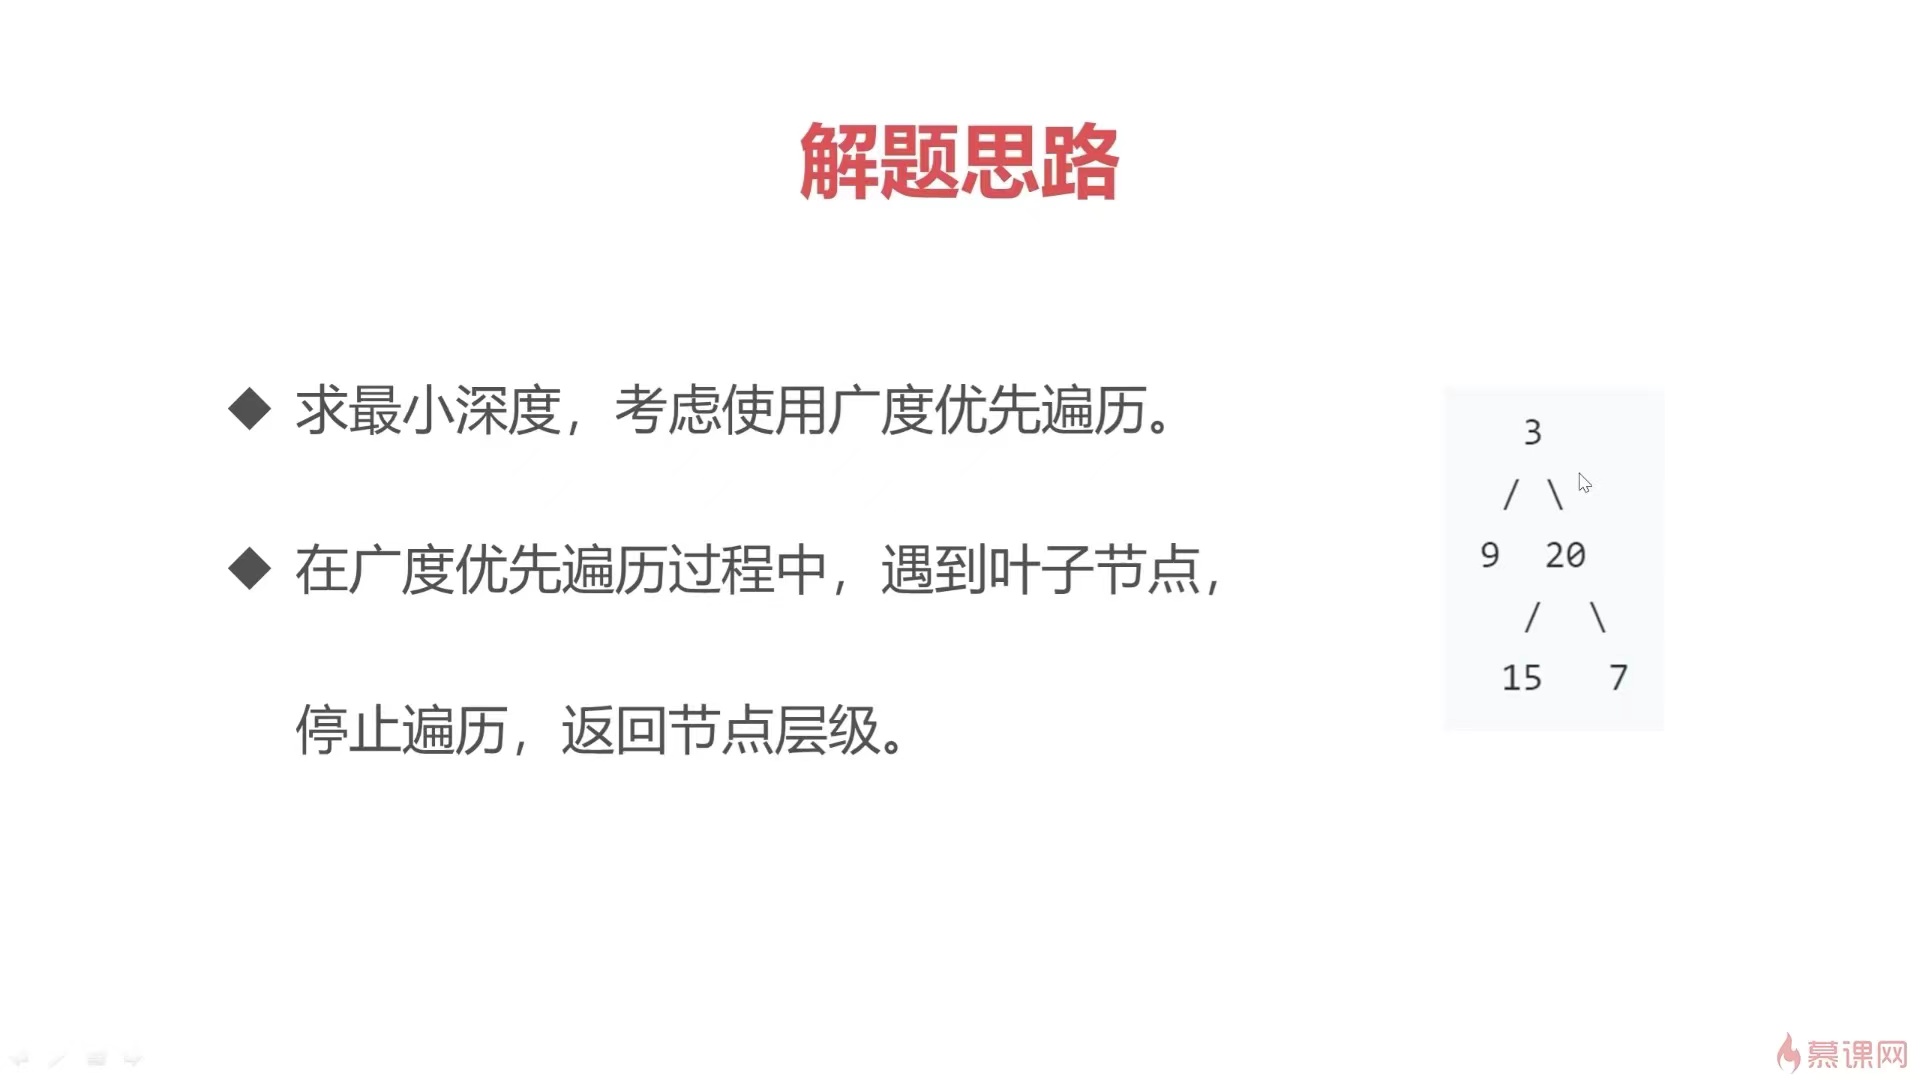 解题思路
◆ 求最小深度，考虑使用广度优先遍历。
◆ 在广度优先遍历过程中，遇到叶子节点，
停止遍历，返回节点层级。
3
/ \
9 20
/ \
15 7
慕课网